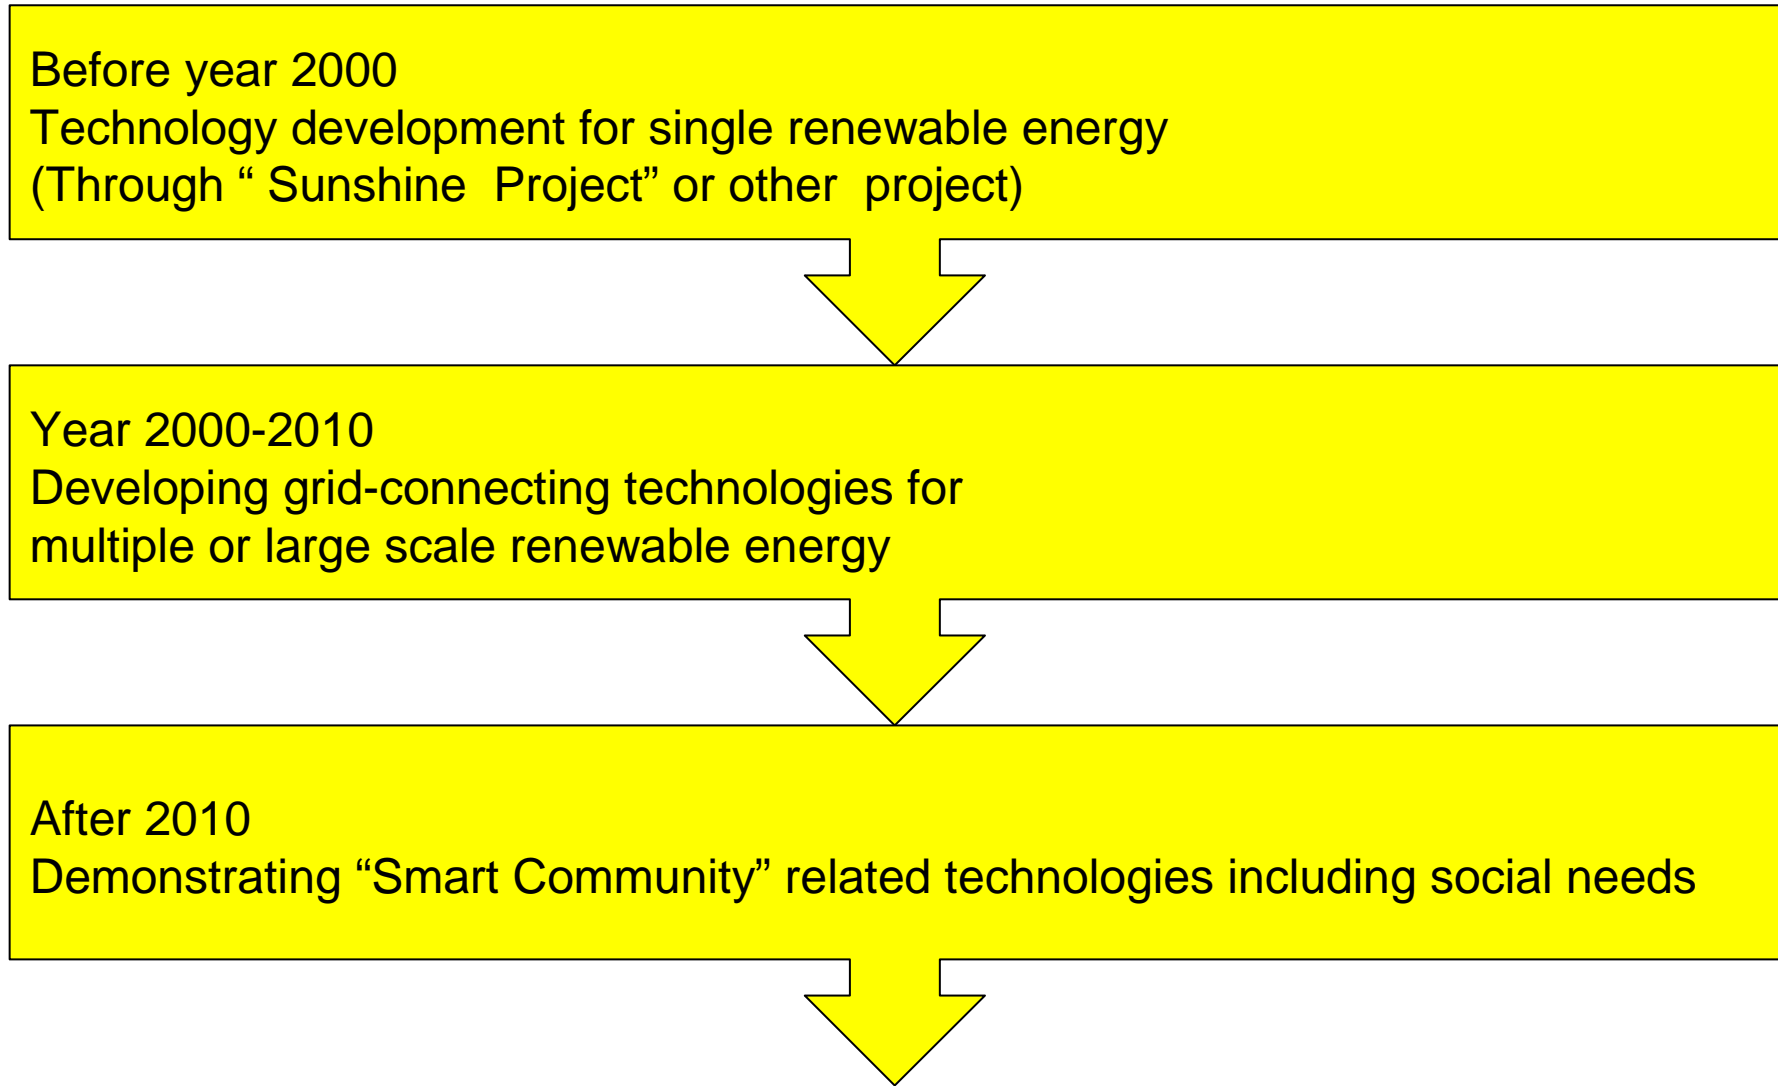 Before year 2000
Technology development for single renewable energy
(Through “ Sunshine Project” or other project)
Year 2000-2010
Developing grid-connecting technologies for
multiple or large scale renewable energy
After 2010
Demonstrating “Smart Community” related technologies including social needs